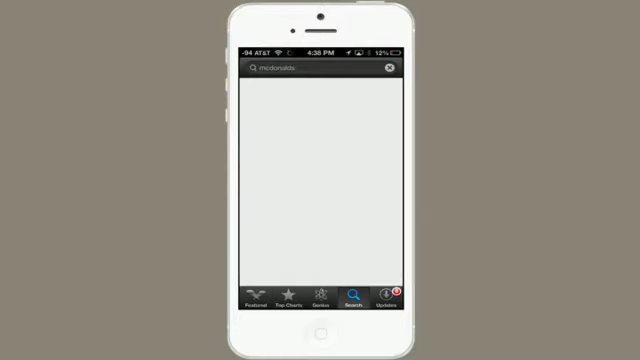 -94 AT&T 4:38 PM 12%
mcdonalds
Featured Top Charts Genius Search Updates